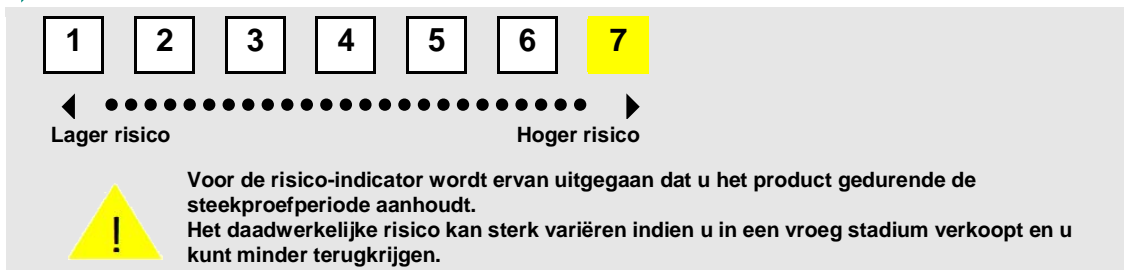 1 2 3 4 5 6 7
Lager risico Hoger risico
Voor de risico-indicator wordt ervan uitgegaan dat u het product gedurende de
steekproefperiode aanhoudt.
Het daadwerkelijke risico kan sterk variëren indien u in een vroeg stadium verkoopt en u
kunt minder terugkrijgen.
!